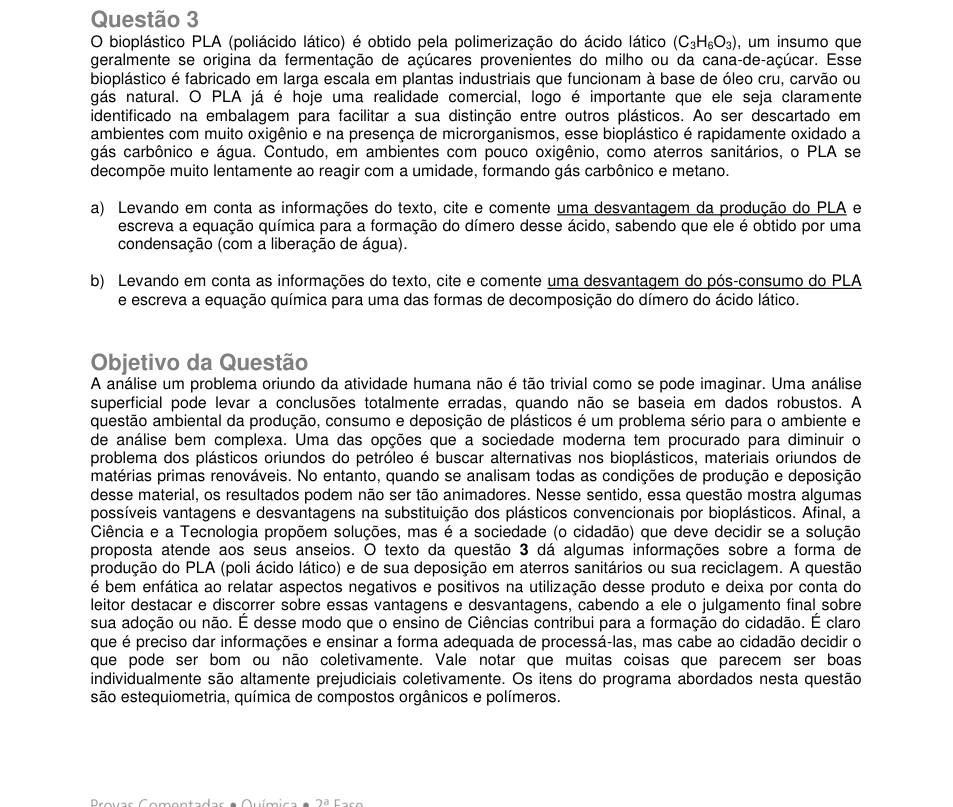 Questão 3
O bioplástico PLA (poliácido lático) é obtido pela polimerização do ácido lático (C₃H₆O₃), um insumo que
geralmente se origina da fermentação de açúcares provenientes do milho ou da cana-de-açúcar. Esse
bioplástico é fabricado em larga escala em plantas industriais que funcionam à base de óleo cru, carvão ou
gás natural. O PLA já é hoje uma realidade comercial, logo é importante que ele seja claramente
identificado na embalagem para facilitar a sua distinção entre outros plásticos. Ao ser descartado em
ambientes com muito oxigênio e na presença de microrganismos, esse bioplástico é rapidamente oxidado a
gás carbônico e água. Contudo, em ambientes com pouco oxigênio, como aterros sanitários, o PLA se
decompõe muito lentamente ao reagir com a umidade, formando gás carbônico e metano.
a) Levando em conta as informações do texto, cite e comente uma desvantagem da produção do PLA e
escreva a equação química para a formação do dímero desse ácido, sabendo que ele é obtido por uma
condensação (com a liberação de água).
b) Levando em conta as informações do texto, cite e comente uma desvantagem do pós-consumo do PLA
e escreva a equação química para uma das formas de decomposição do dímero do ácido lático.
Objetivo da Questão
A análise um problema oriundo da atividade humana não é tão trivial como se pode imaginar. Uma análise
superficial pode levar a conclusões totalmente erradas, quando não se baseia em dados robustos. A
questão ambiental da produção, consumo e deposição de plásticos é um problema sério para o ambiente e
de análise bem complexa. Uma das opções que a sociedade moderna tem procurado para diminuir o
problema dos plásticos oriundos do petróleo é buscar alternativas nos bioplásticos, materiais oriundos de
matérias primas renováveis. No entanto, quando se analisam todas as condições de produção e deposição
desse material, os resultados podem não ser tão animadores. Nesse sentido, essa questão mostra algumas
possíveis vantagens e desvantagens na substituição dos plásticos convencionais por bioplásticos. Afinal, a
Ciência e a Tecnologia propõem soluções, mas é a sociedade (o cidadão) que deve decidir se a solução
proposta atende aos seus anseios. O texto da questão 3 dá algumas informações sobre a forma de
produção do PLA (poli ácido lático) e de sua deposição em aterros sanitários ou sua reciclagem. A questão
é bem enfática ao relatar aspectos negativos e positivos na utilização desse produto e deixa por conta do
leitor destacar e discorrer sobre essas vantagens e desvantagens, cabendo a ele o julgamento final sobre
sua adoção ou não. É desse modo que o ensino de Ciências contribui para a formação do cidadão. É claro
que é preciso dar informações e ensinar a forma adequada de processá-las, mas cabe ao cidadão decidir o
que pode ser bom ou não coletivamente. Vale notar que muitas coisas que parecem ser boas
individualmente são altamente prejudiciais coletivamente. Os itens do programa abordados nesta questão
são estequiometria, química de compostos orgânicos e polímeros.
Provas Comentadas • Química • 2ª Fase